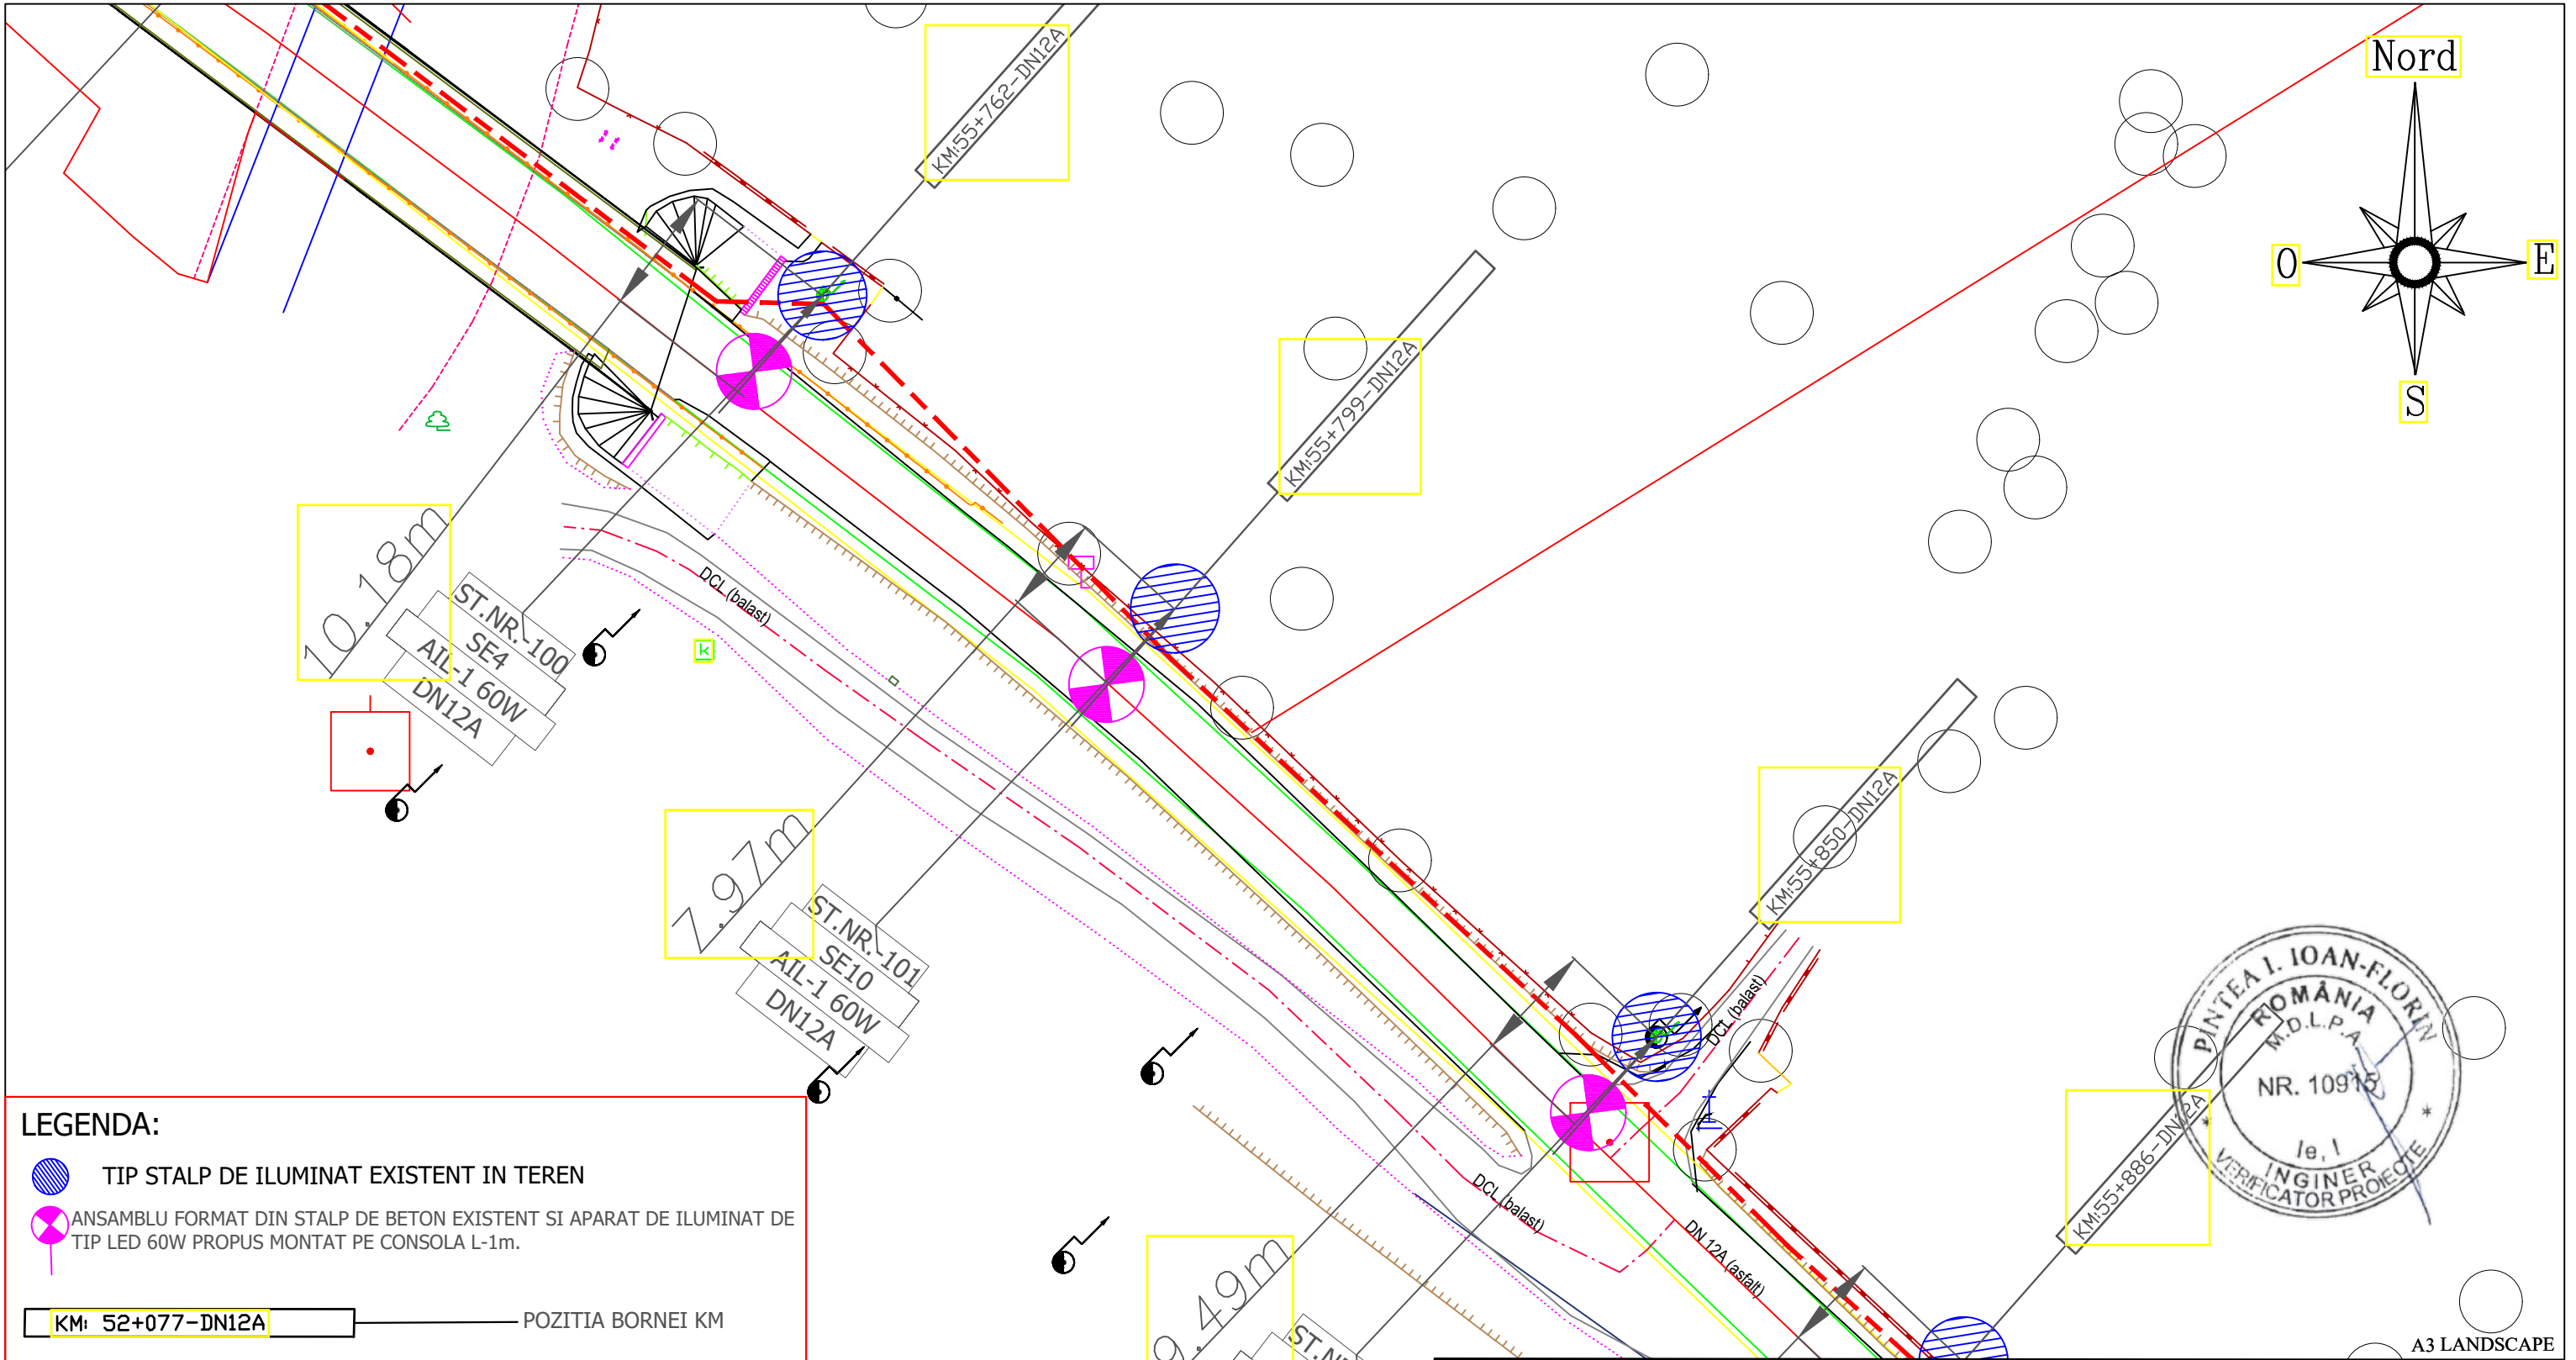 KM:55+762-DN12A
Nord
O
E
S
KM:55+799-DN12A
10.18m
ST.NR.-100
SE4
AIL-1 60W
DN12A
DCL (balast)
k
7.97m
ST.NR.-101
SE10
AIL-1 60W
DN12A
KM:55+850-DN12A
DCL (balast)
PINTEA I. IOAN-FLORIN
ROMÂNIA
M.D.L.P.A.
NR. 10915
Ie, I
INGINER
VERIFICATOR PROIECTE
KM:55+886-DN12A
DCL (balast)
DN 12A (asfalt)
9.49m
LEGENDA:
TIP STALP DE ILUMINAT EXISTENT IN TEREN
ANSAMBLU FORMAT DIN STALP DE BETON EXISTENT SI APARAT DE ILUMINAT DE
TIP LED 60W PROPUS MONTAT PE CONSOLA L-1m.
KM: 52+077-DN12A
POZITIA BORNEI KM
A3 LANDSCAPE